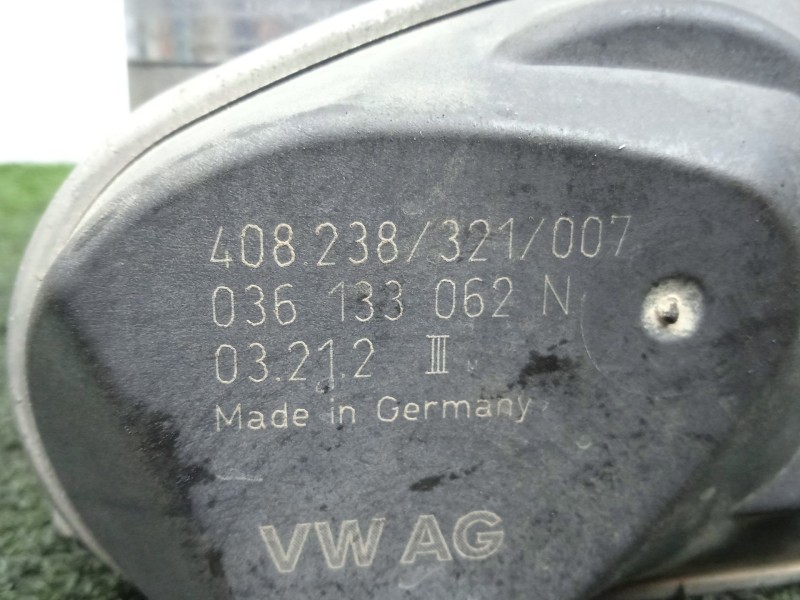 408 238/321/007
036 133 062 N
03.21.2 III
Made in Germany
VW AG